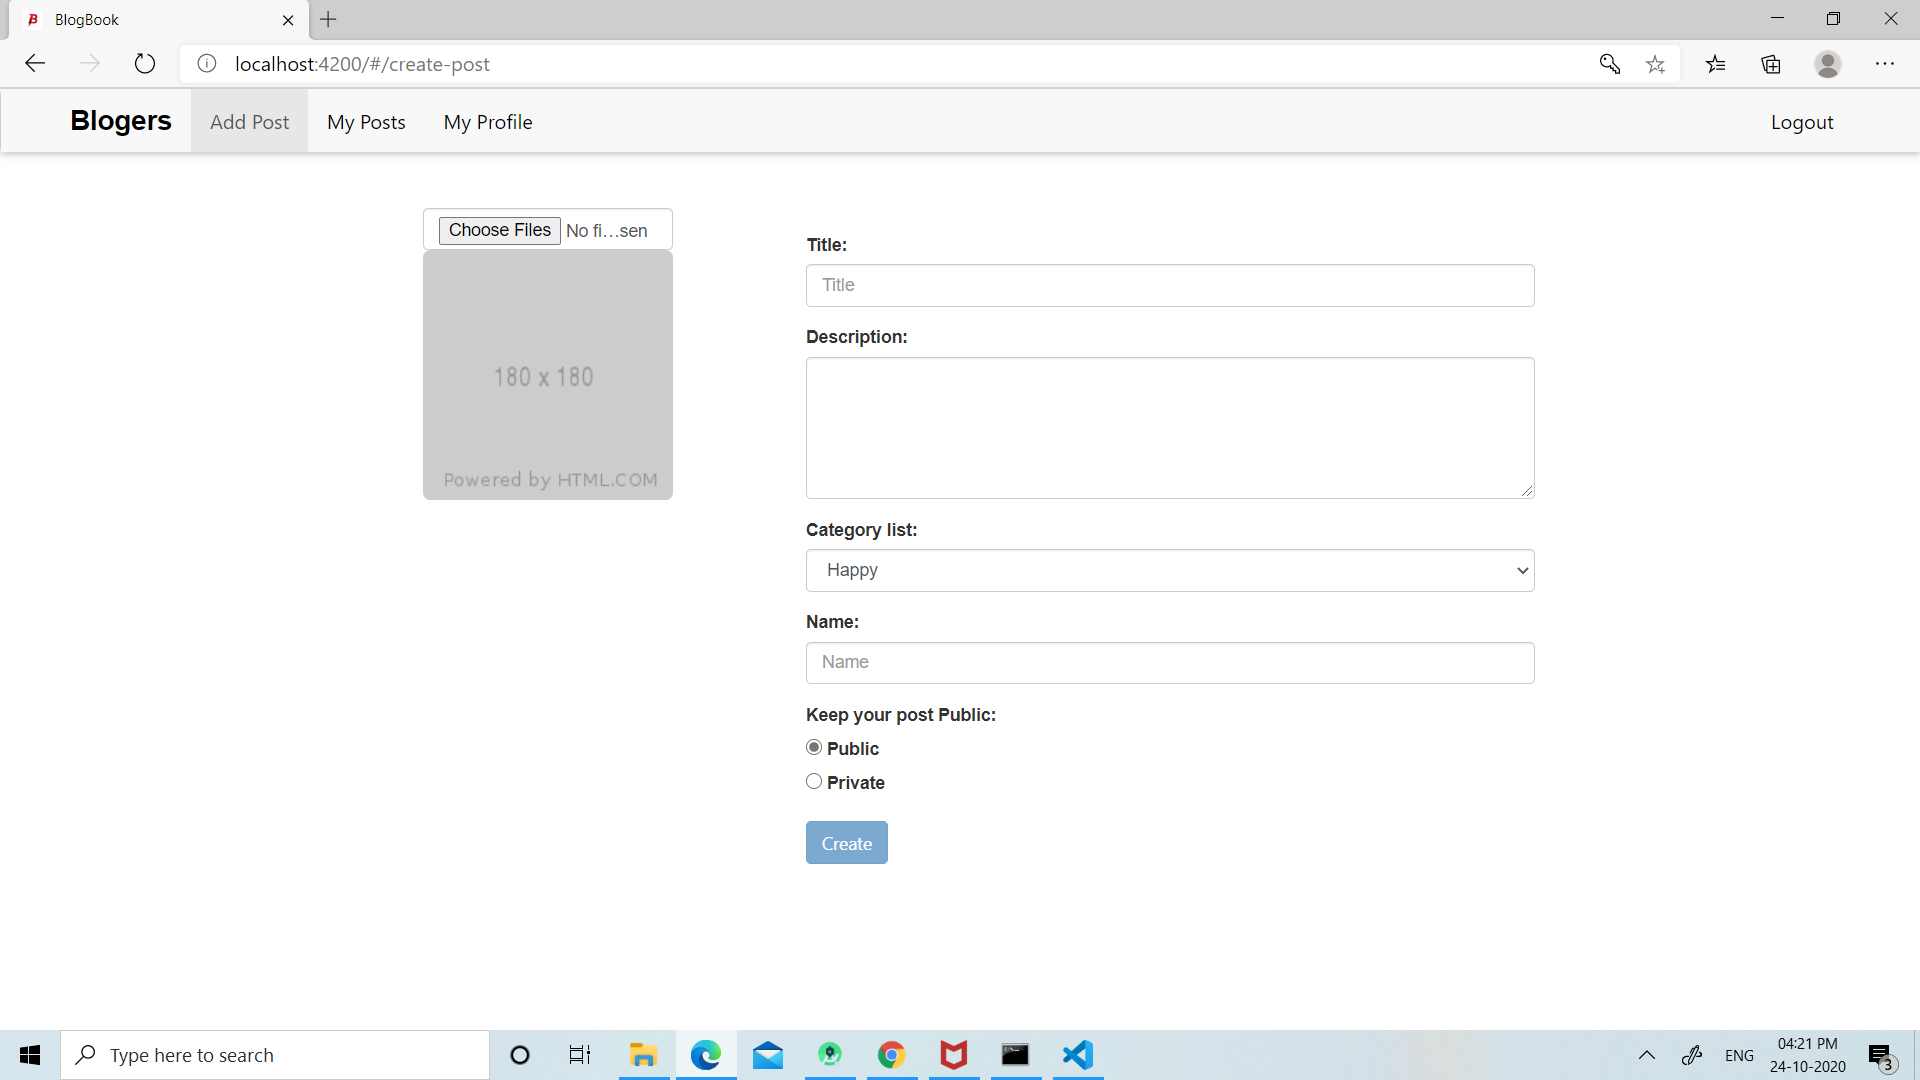 BlogBook
localhost:4200/#/create-post
Blogers
Add Post
My Posts
My Profile
Logout
Choose Files No fi...sen
180 x 180
Powered by HTML.COM
Title:
Title
Description:
Category list:
Happy
Name:
Name
Keep your post Public:
Public
Private
Create
Type here to search
ENG
04:21 PM
24-10-2020
3